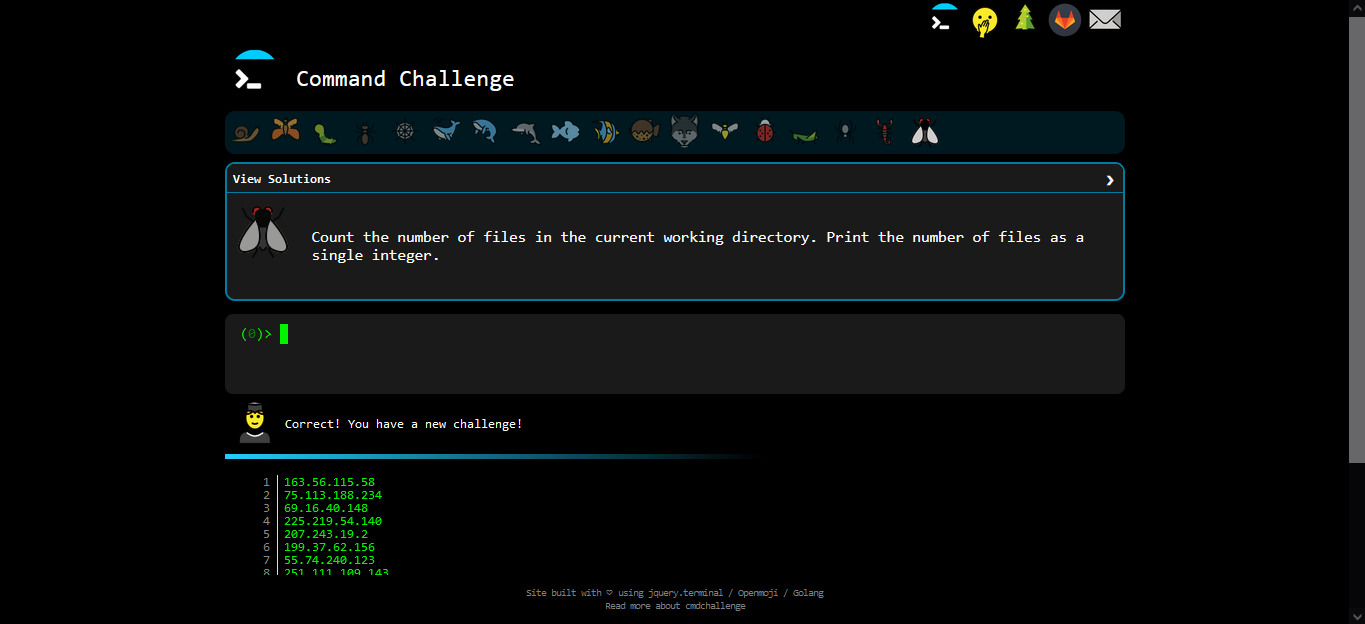 Command Challenge
View Solutions
Count the number of files in the current working directory. Print the number of files as a
single integer.
(0)>
Correct! You have a new challenge!
1 163.56.115.58
2 75.113.188.234
3 69.16.40.148
4 225.219.54.140
5 207.243.19.2
6 199.37.62.156
7 55.74.240.123
8 251.111.109.143
Site built with ♡ using jquery.terminal / Openmoji / Golang
Read more about cmdchallenge